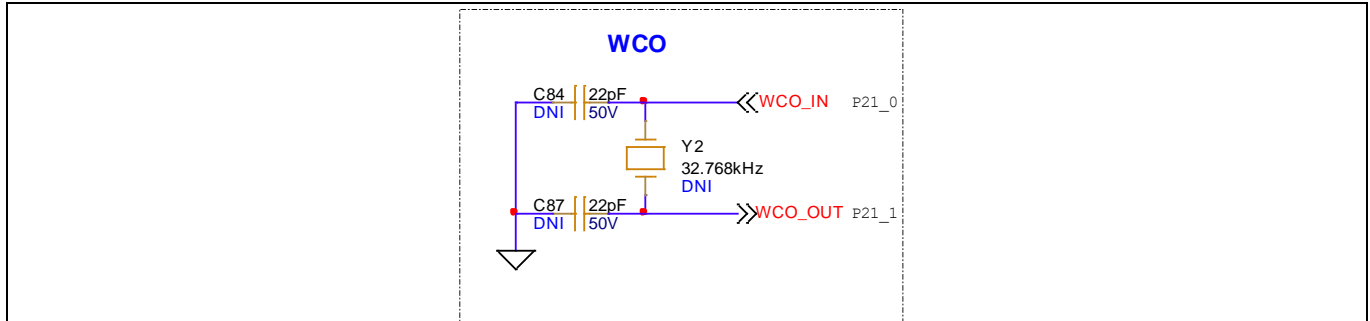 WCO
C84 22pF
DNI 50V
WCO_IN P21_0
Y2
32.768kHz
DNI
C87 22pF
DNI 50V
WCO_OUT P21_1